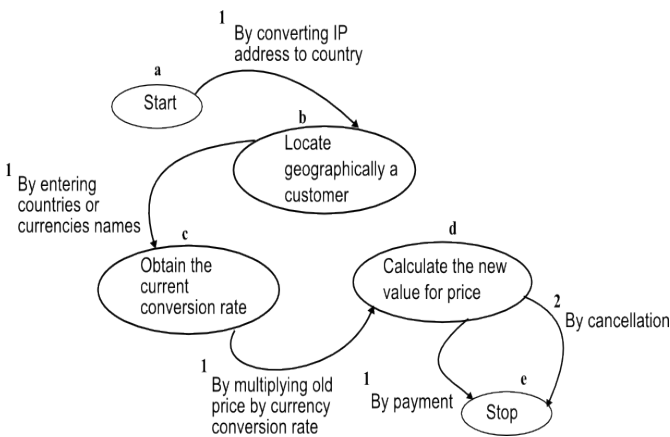 1
By converting IP
address to country
a
Start
b
Locate
geographically a
customer
1
By entering
countries or
currencies names
c
Obtain the
current
conversion rate
d
Calculate the new
value for price
2
By cancellation
1
By multiplying old
price by currency
conversion rate
1
By payment
e
Stop